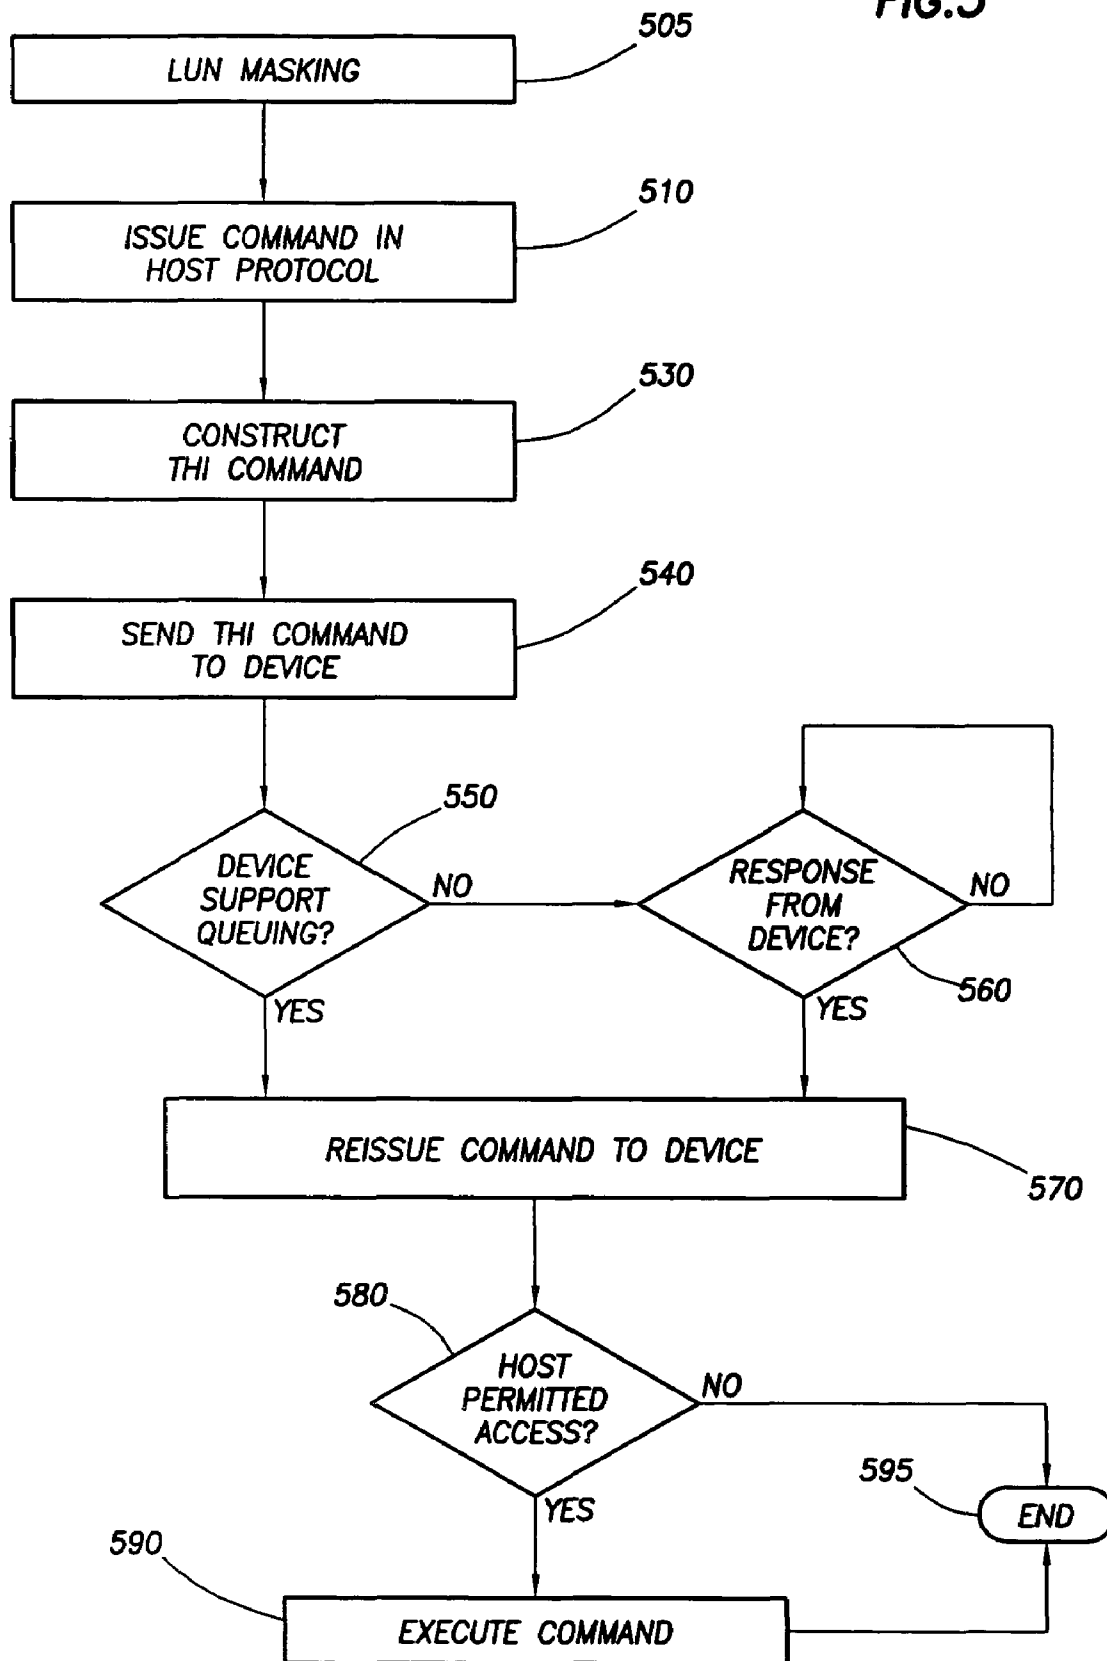 FIG.5
505
LUN MASKING
510
ISSUE COMMAND IN
HOST PROTOCOL
530
CONSTRUCT
THI COMMAND
540
SEND THI COMMAND
TO DEVICE
550
DEVICE
SUPPORT
QUEUING?
NO
YES
RESPONSE
FROM
DEVICE?
NO
560
YES
REISSUE COMMAND TO DEVICE
570
580
HOST
PERMITTED
ACCESS?
NO
YES
595
END
590
EXECUTE COMMAND